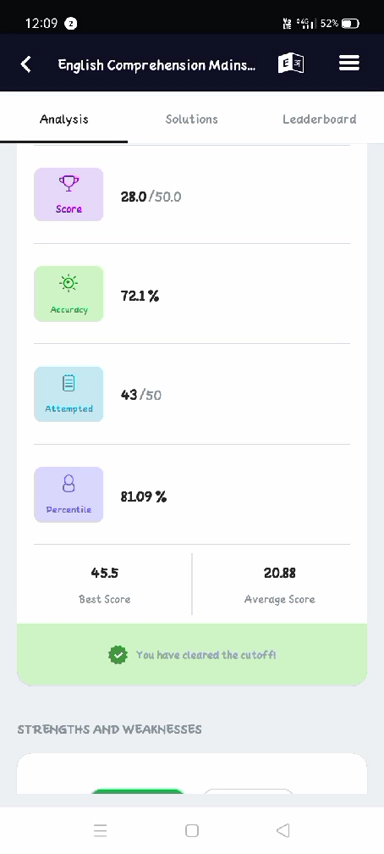 12:09 2 52%
English Comprehension Mains...
Analysis Solutions Leaderboard
Score 28.0/50.0
Accuracy 72.1 %
Attempted 43/50
Percentile 81.09 %
45.5 20.88
Best Score Average Score
You have cleared the cutoff!
STRENGTHS AND WEAKNESSES